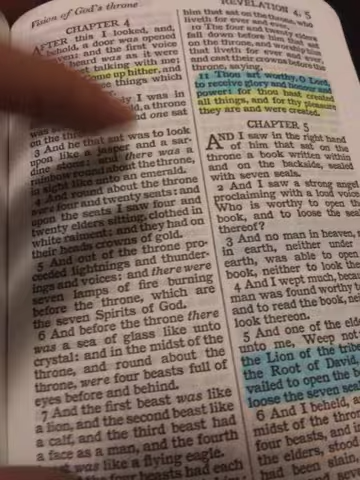 Vision of God's throne
CHAPTER 4
AFTER this I looked, and,
behold, a door was opened
heaven: and the first voice
heard was as it were
talking with me;
Come up hither, and
things which
I was in
a throne
one sat
on the
3 And he that sat was to look
upon like a jasper and a sar-
dine stone: and there was a
rainbow round about the throne,
in sight like unto an emerald.
4 And round about the throne
were four and twenty seats: and
upon the seats I saw four and
twenty elders sitting, clothed in
white raiment; and they had on
their heads crowns of gold.
5 And out of the throne pro-
ceeded lightnings and thunder-
ings and voices: and there were
seven lamps of fire burning
before the throne, which are
the seven Spirits of God.
6 And before the throne there
was a sea of glass like unto
crystal: and in the midst of the
throne, and round about the
throne, were four beasts full of
eyes before and behind.
7 And the first beast was like
a lion, and the second beast like
a calf, and the third beast had
a face as a man, and the fourth
was like a flying eagle.
the four beasts had each
REVELATION 4, 5
him that sat on the throne, who
liveth for ever and ever,
10 The four and twenty elders
fall down before him that sat
on the throne, and worship him
that liveth for ever and ever,
and cast their crowns before the
throne, saying,
11 Thou art worthy, O Lord,
to receive glory and honour and
power: for thou hast created
all things, and for thy pleasure
they are and were created.
CHAPTER 5
AND I saw in the right hand
of him that sat on the
throne a book written within
and on the backside, sealed
with seven seals.
2 And I saw a strong angel
proclaiming with a loud voice,
Who is worthy to open the
book, and to loose the seals
thereof?
3 And no man in heaven, nor
in earth, neither under
earth, was able to open
book, neither to look the
4 And I wept much, because
man was found worthy to
and to read the book, ne
look thereon.
5 And one of the elde
unto me, Weep not
the Lion of the tribe
the Root of David,
vailed to open the b
loose the seven sea
6 And I beheld, a
midst of the thro
four beasts, and i
the elders, stood
had been slain,